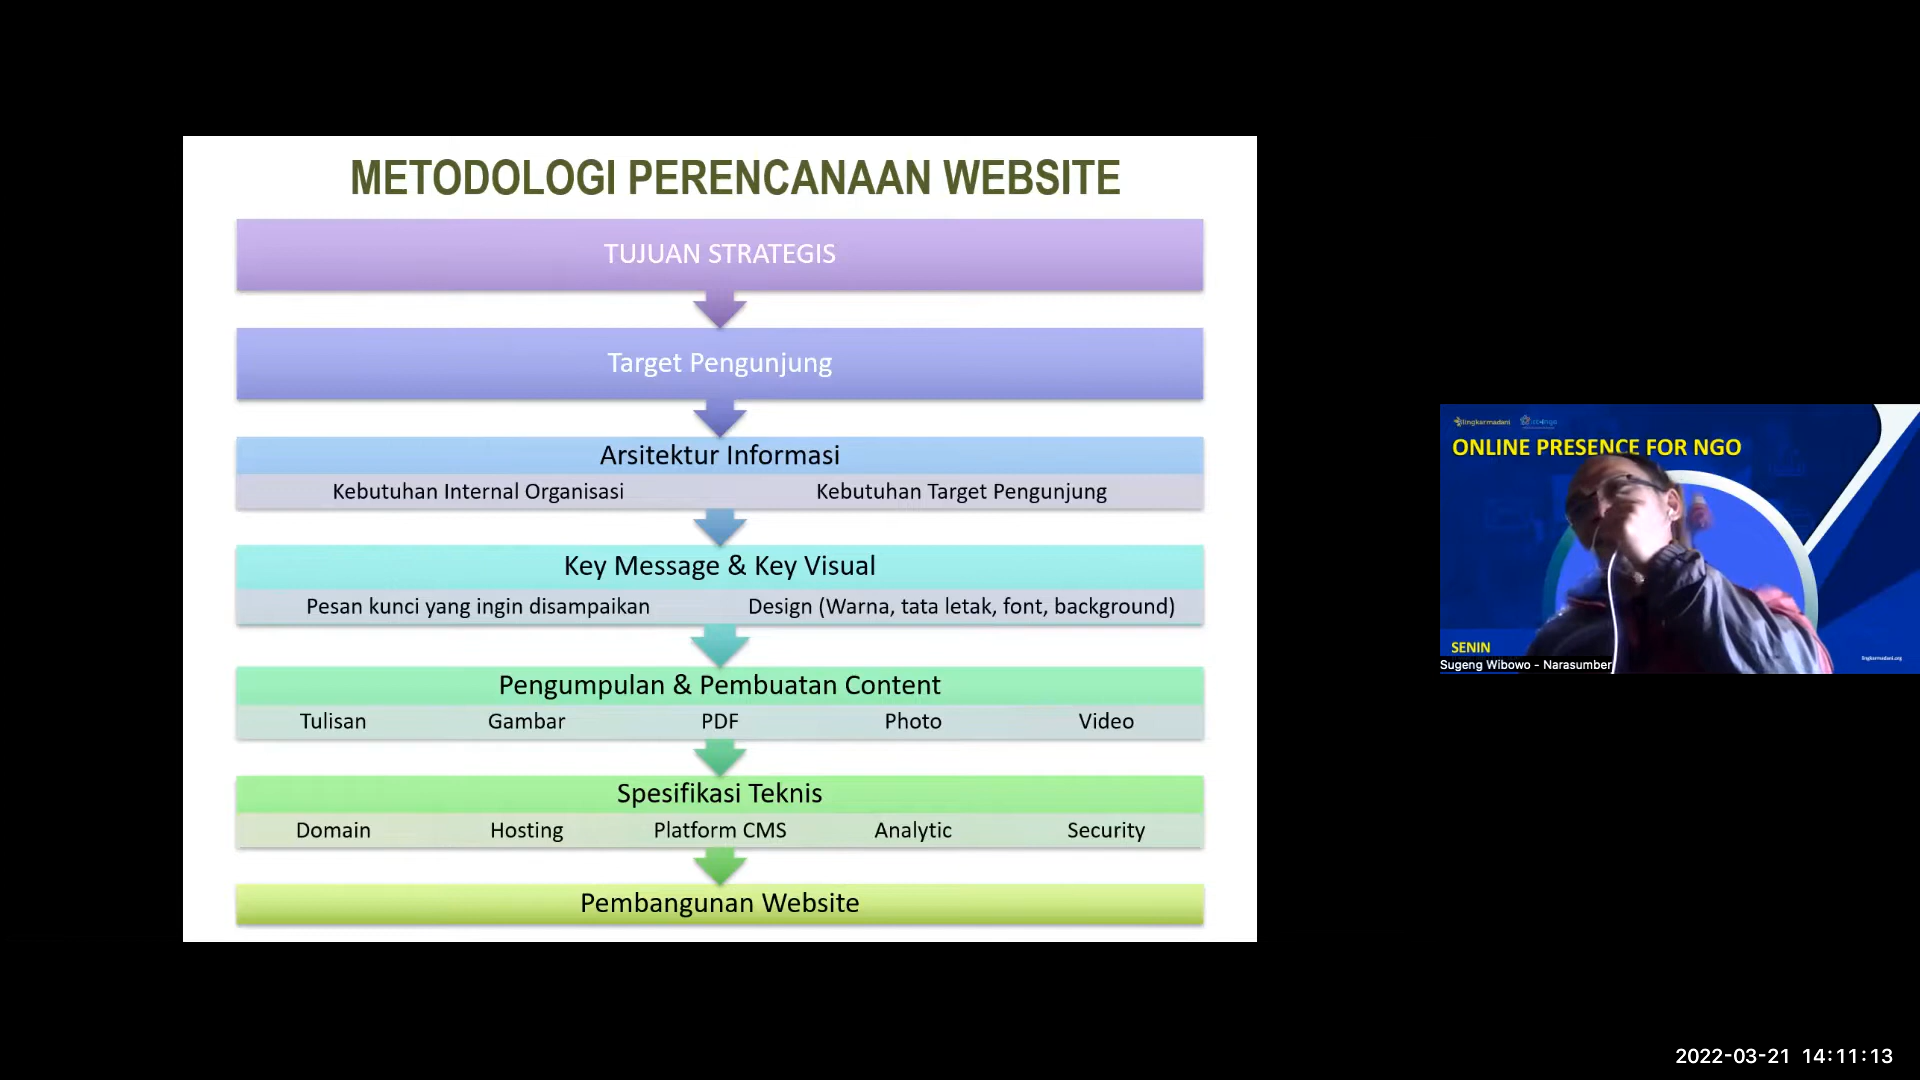 METODOLOGI PERENCANAAN WEBSITE
TUJUAN STRATEGIS
Target Pengunjung
Arsitektur Informasi
Kebutuhan Internal Organisasi Kebutuhan Target Pengunjung
Key Message & Key Visual
Pesan kunci yang ingin disampaikan Design (Warna, tata letak, font, background)
Pengumpulan & Pembuatan Content
Tulisan Gambar PDF Photo Video
Spesifikasi Teknis
Domain Hosting Platform CMS Analytic Security
Pembangunan Website
lingkarmadani
ONLINE PRESENCE FOR NGO
SENIN
Sugeng Wibowo - Narasumber
lingkarmadani.org
2022-03-21 14:11:13